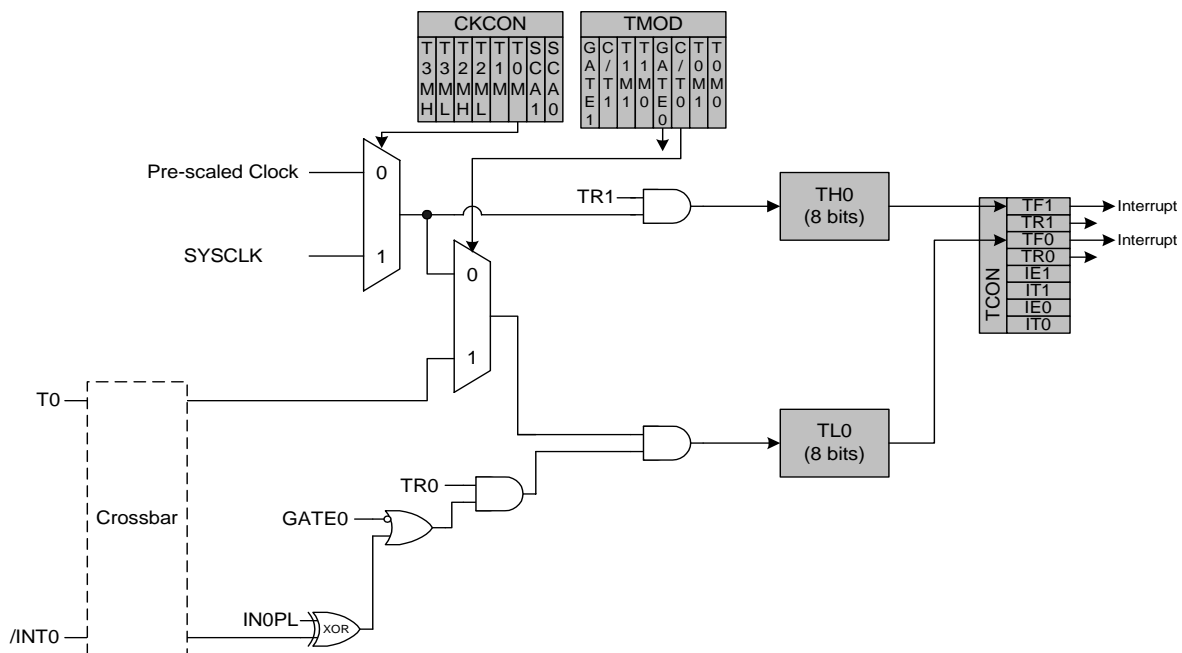 CKCON
T3MH
T3ML
T2MH
T2ML
T1M
T0M
SCA1
SCA0
TMOD
GATE1
C/T1
T1M1
T1M0
GATE0
C/T0
T0M1
T0M0
Pre-scaled Clock
0
SYSCLK
1
TR1
TH0
(8 bits)
TCON
TF1
TR1
TF0
TR0
IE1
IT1
IE0
IT0
Interrupt
Interrupt
0
1
T0
TL0
(8 bits)
TR0
GATE0
Crossbar
IN0PL
XOR
/INT0